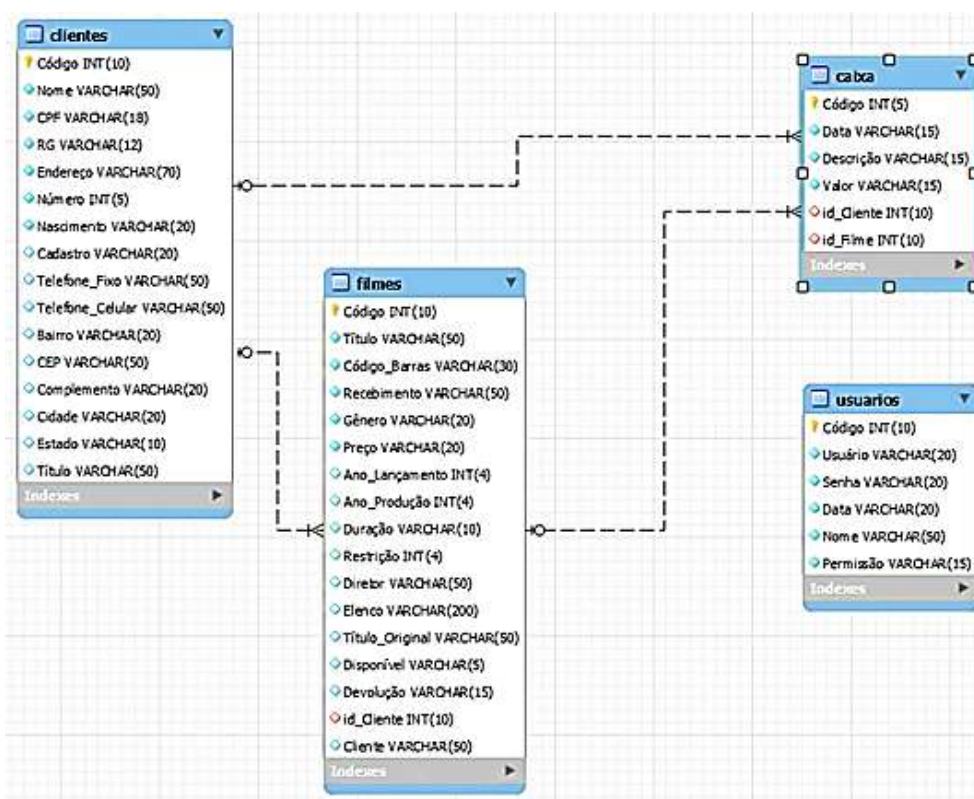 clientes
Código INT(10)
Nome VARCHAR(50)
CPF VARCHAR(18)
RG VARCHAR(12)
Endereço VARCHAR(70)
Número INT(5)
Nascimento VARCHAR(20)
Cadastro VARCHAR(20)
Telefone_Fixo VARCHAR(50)
Telefone_Celular VARCHAR(50)
Bairro VARCHAR(20)
CEP VARCHAR(50)
Complemento VARCHAR(20)
Cidade VARCHAR(20)
Estado VARCHAR(10)
Título VARCHAR(50)
Indexes
filmes
Código INT(10)
Título VARCHAR(50)
Código_Barras VARCHAR(30)
Recebimento VARCHAR(50)
Gênero VARCHAR(20)
Preço VARCHAR(20)
Ano_Lançamento INT(4)
Ano_Produção INT(4)
Duração VARCHAR(10)
Restrição INT(4)
Diretor VARCHAR(50)
Elenco VARCHAR(200)
Título_Original VARCHAR(50)
Disponível VARCHAR(5)
Devolução VARCHAR(15)
id_Cliente INT(10)
Cliente VARCHAR(50)
Indexes
caixa
Código INT(5)
Data VARCHAR(15)
Descrição VARCHAR(15)
Valor VARCHAR(15)
id_Cliente INT(10)
id_Filme INT(10)
Indexes
usuarios
Código INT(10)
Usuário VARCHAR(20)
Senha VARCHAR(20)
Data VARCHAR(20)
Nome VARCHAR(50)
Permissão VARCHAR(15)
Indexes